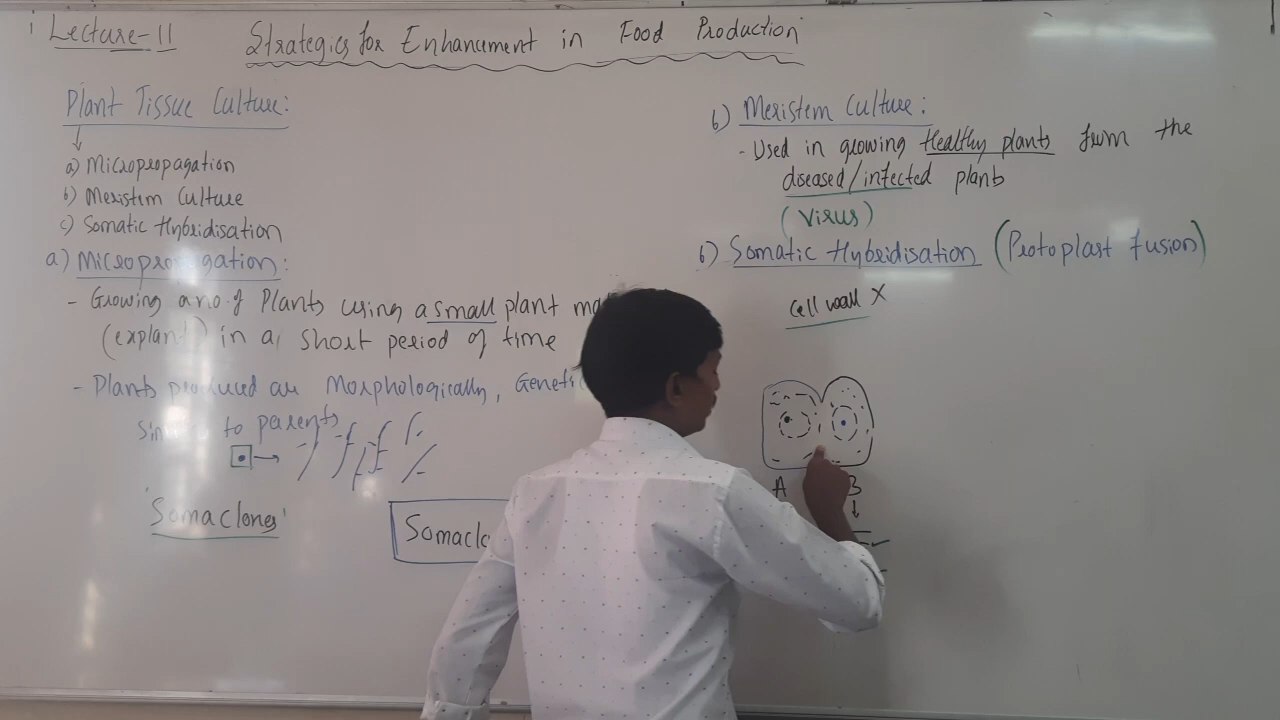 Lecture-11
Strategies for Enhancement in Food Production
Plant Tissue Culture:
a) Micropropagation
b) Meristem Culture
c) Somatic Hybridisation
a) Micropropagation:
- Growing a no. of Plants using a small plant
(explant) in a short period of time
- Plants produced are Morphologically,
to parents
'Somaclones'
b) Meristem Culture:
- Used in growing Healthy plants from the
diseased/infected plants
(Virus)
6) Somatic Hybridisation (Protoplast fusion)
Cell wall X
A
B